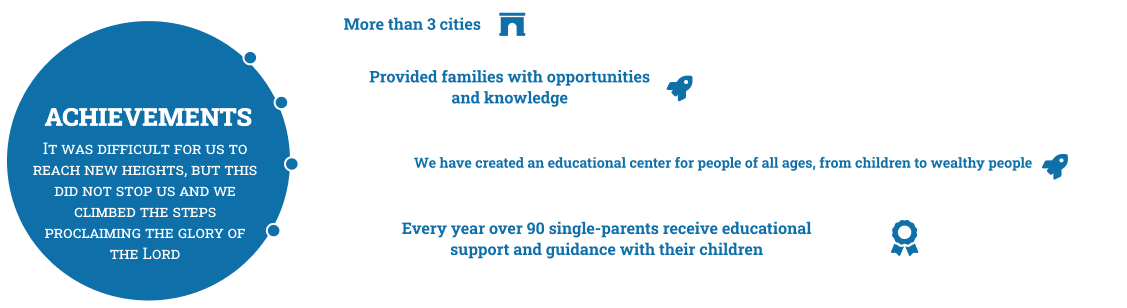 ACHIEVEMENTS
It was difficult for us to
reach new heights, but this
did not stop us and we
climbed the steps
proclaiming the glory of
the Lord
More than 3 cities
Provided families with opportunities
and knowledge
We have created an educational center for people of all ages, from children to wealthy people
Every year over 90 single-parents receive educational
support and guidance with their children